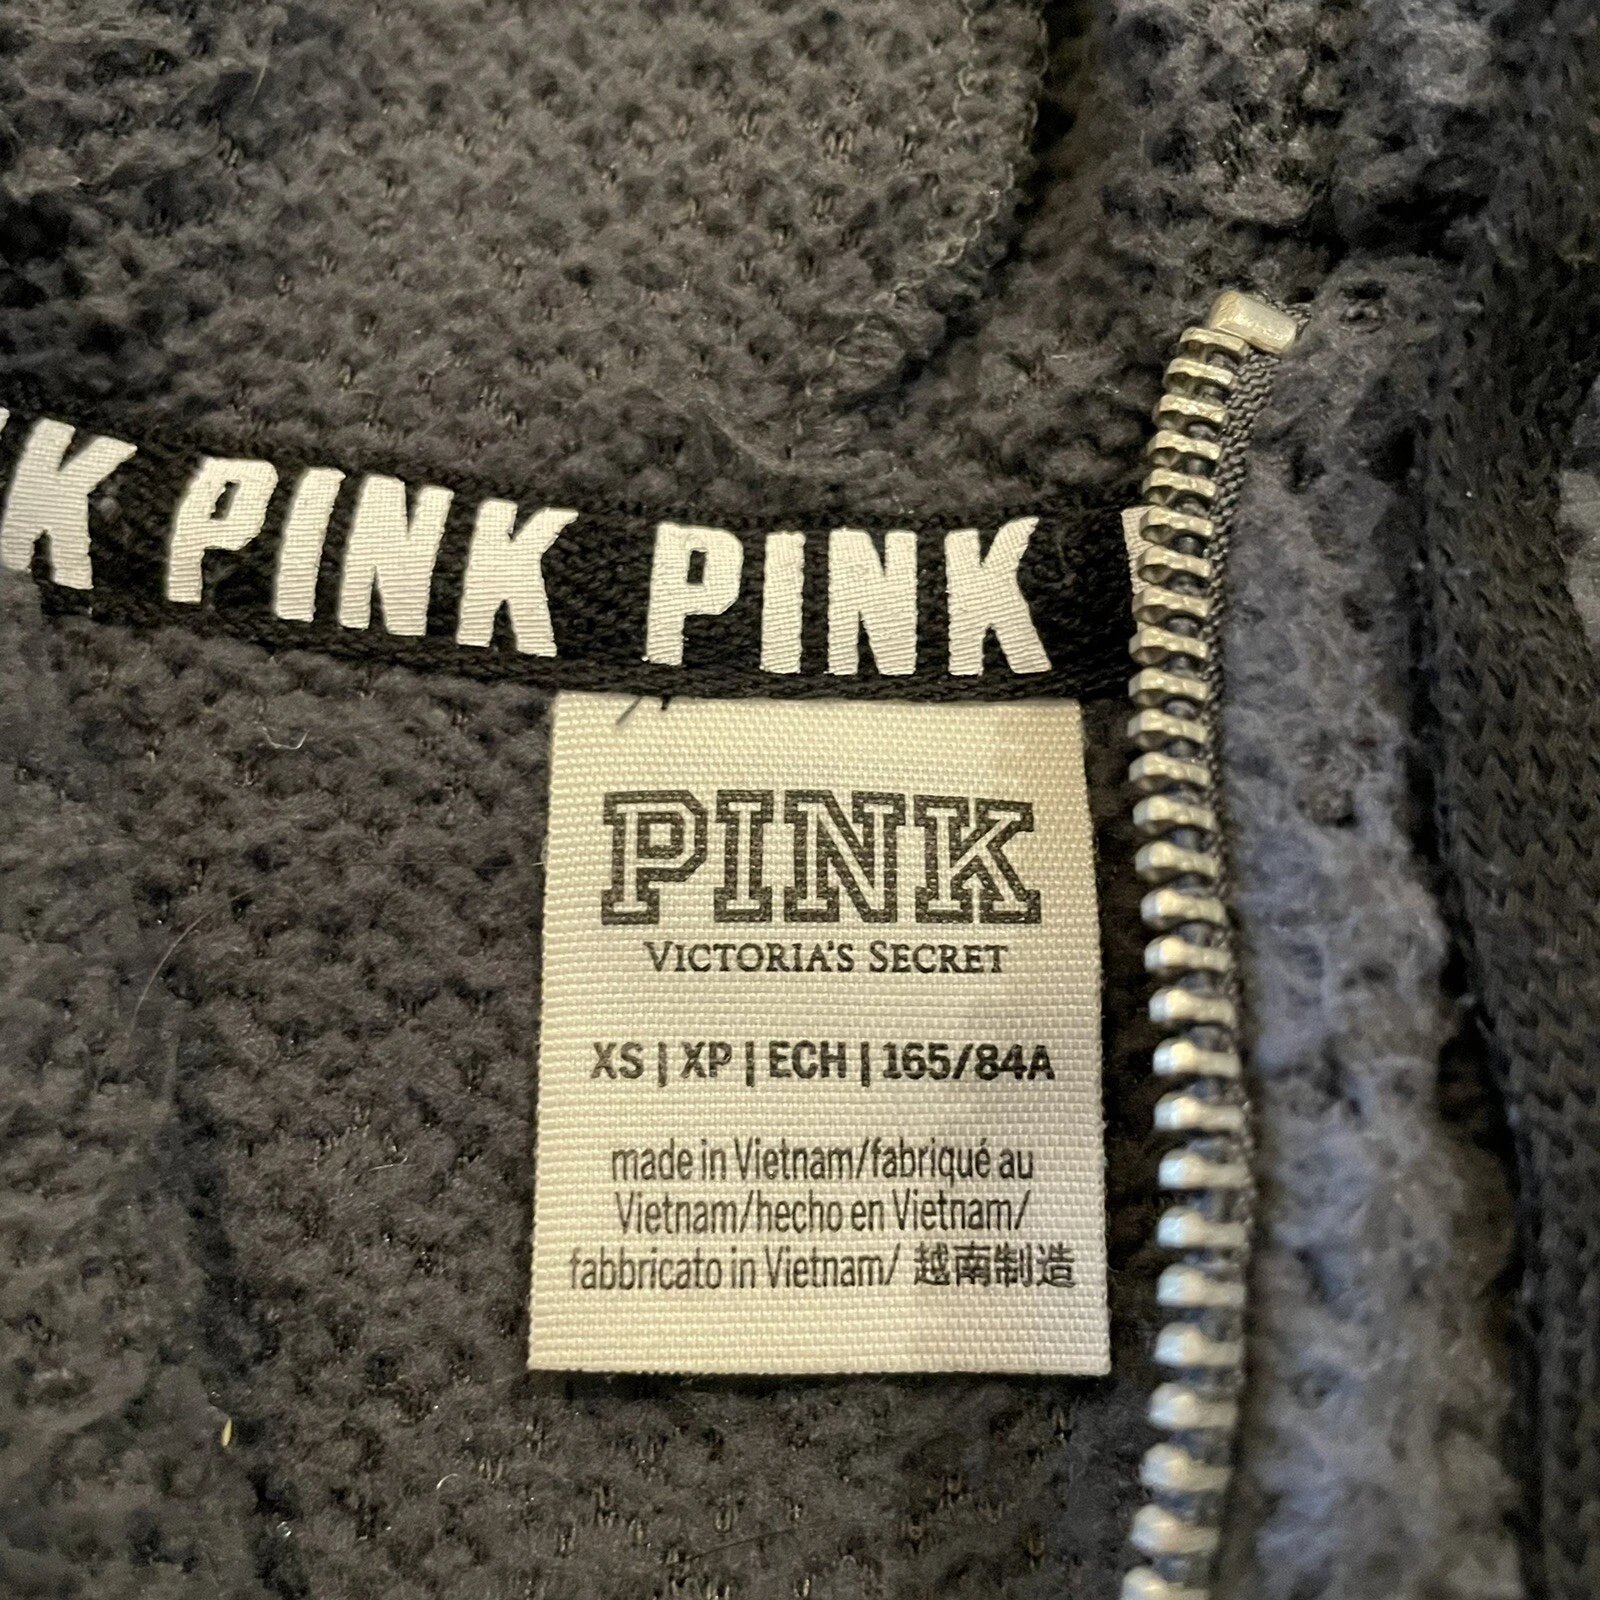 PINK PINK
PINK
VICTORIA'S SECRET
XS | XP | ECH | 165/84A
made in Vietnam/fabriqué au
Vietnam/hecho en Vietnam/
fabbricato in Vietnam/ 越南制造